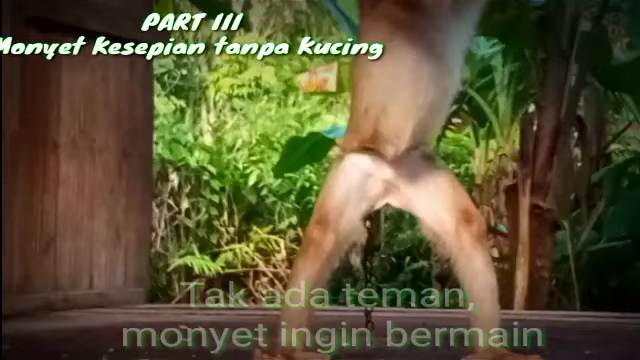 PART III
Monyet Kesepian tanpa Kucing
Tak ada teman,
monyet ingin bermain